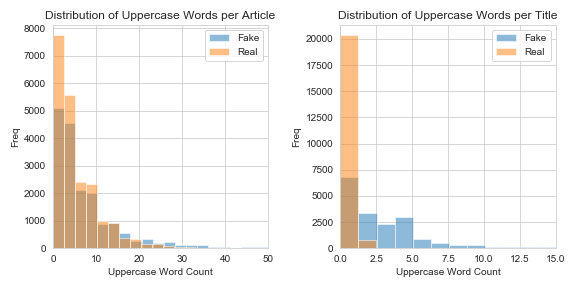 Distribution of Uppercase Words per Article
Fake
Real
8000
7000
6000
5000
4000
3000
2000
1000
0
Freq
0 10 20 30 40 50
Uppercase Word Count
Distribution of Uppercase Words per Title
Fake
Real
20000
17500
15000
12500
10000
7500
5000
2500
0
Freq
0.0 2.5 5.0 7.5 10.0 12.5 15.0
Uppercase Word Count